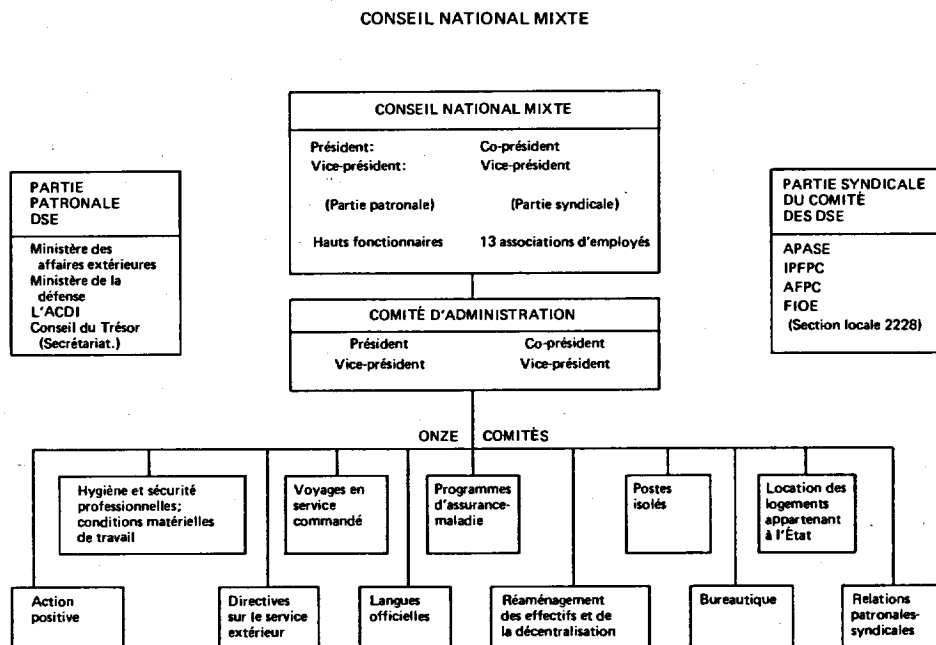 CONSEIL NATIONAL MIXTE
CONSEIL NATIONAL MIXTE
Président: Co-président
Vice-président: Vice-président
(Partie patronale) (Partie syndicale)
Hauts fonctionnaires 13 associations d'employés
PARTIE
PATRONALE
DSE
Ministère des
affaires extérieures
Ministère de la
défense
L'ACDI
Conseil du Trésor
(Secrétariat.)
PARTIE SYNDICALE
DU COMITÉ
DES DSE
APASE
IPFPC
AFPC
FIOE
(Section locale 2228)
COMITÉ D'ADMINISTRATION
Président Co-président
Vice-président Vice-président
ONZE COMITÉS
Hygiène et sécurité
professionnelles;
conditions matérielles
de travail
Voyages en
service
commandé
Programmes
d'assurance-
maladie
Postes
isolés
Location des
logements
appartenant
à l'État
Action
positive
Directives
sur le service
extérieur
Langues
officielles
Réaménagement
des effectifs et de
la décentralisation
Bureautique
Relations
patronales-
syndicales